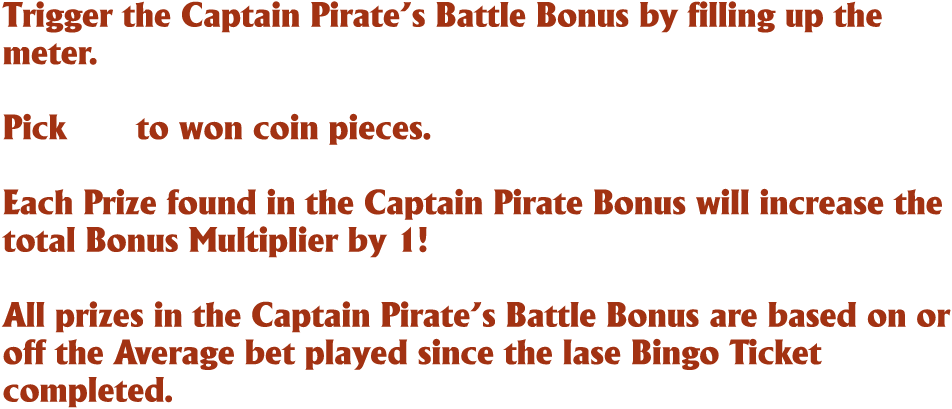 Trigger the Captain Pirate’s Battle Bonus by filling up the
meter.
Pick to won coin pieces.
Each Prize found in the Captain Pirate Bonus will increase the
total Bonus Multiplier by 1!
All prizes in the Captain Pirate’s Battle Bonus are based on or
off the Average bet played since the lase Bingo Ticket
completed.